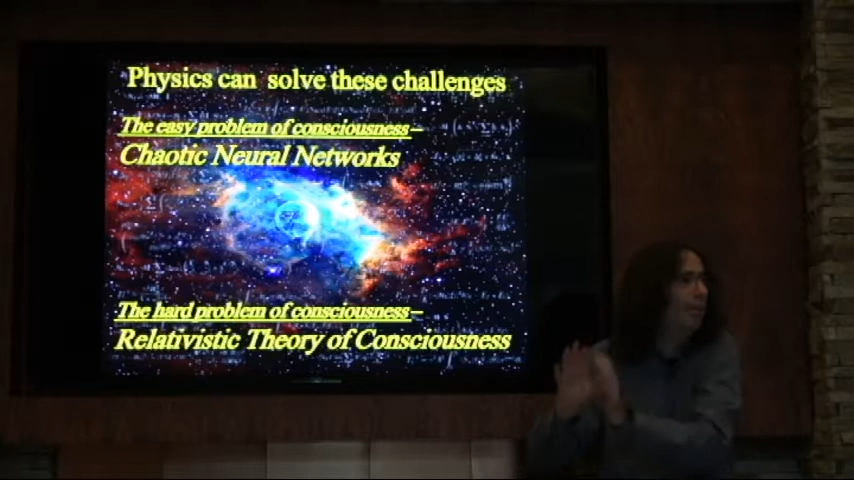 Physics can solve these challenges
The easy problem of consciousness–
Chaotic Neural Networks
The hard problem of consciousness–
Relativistic Theory of Consciousness